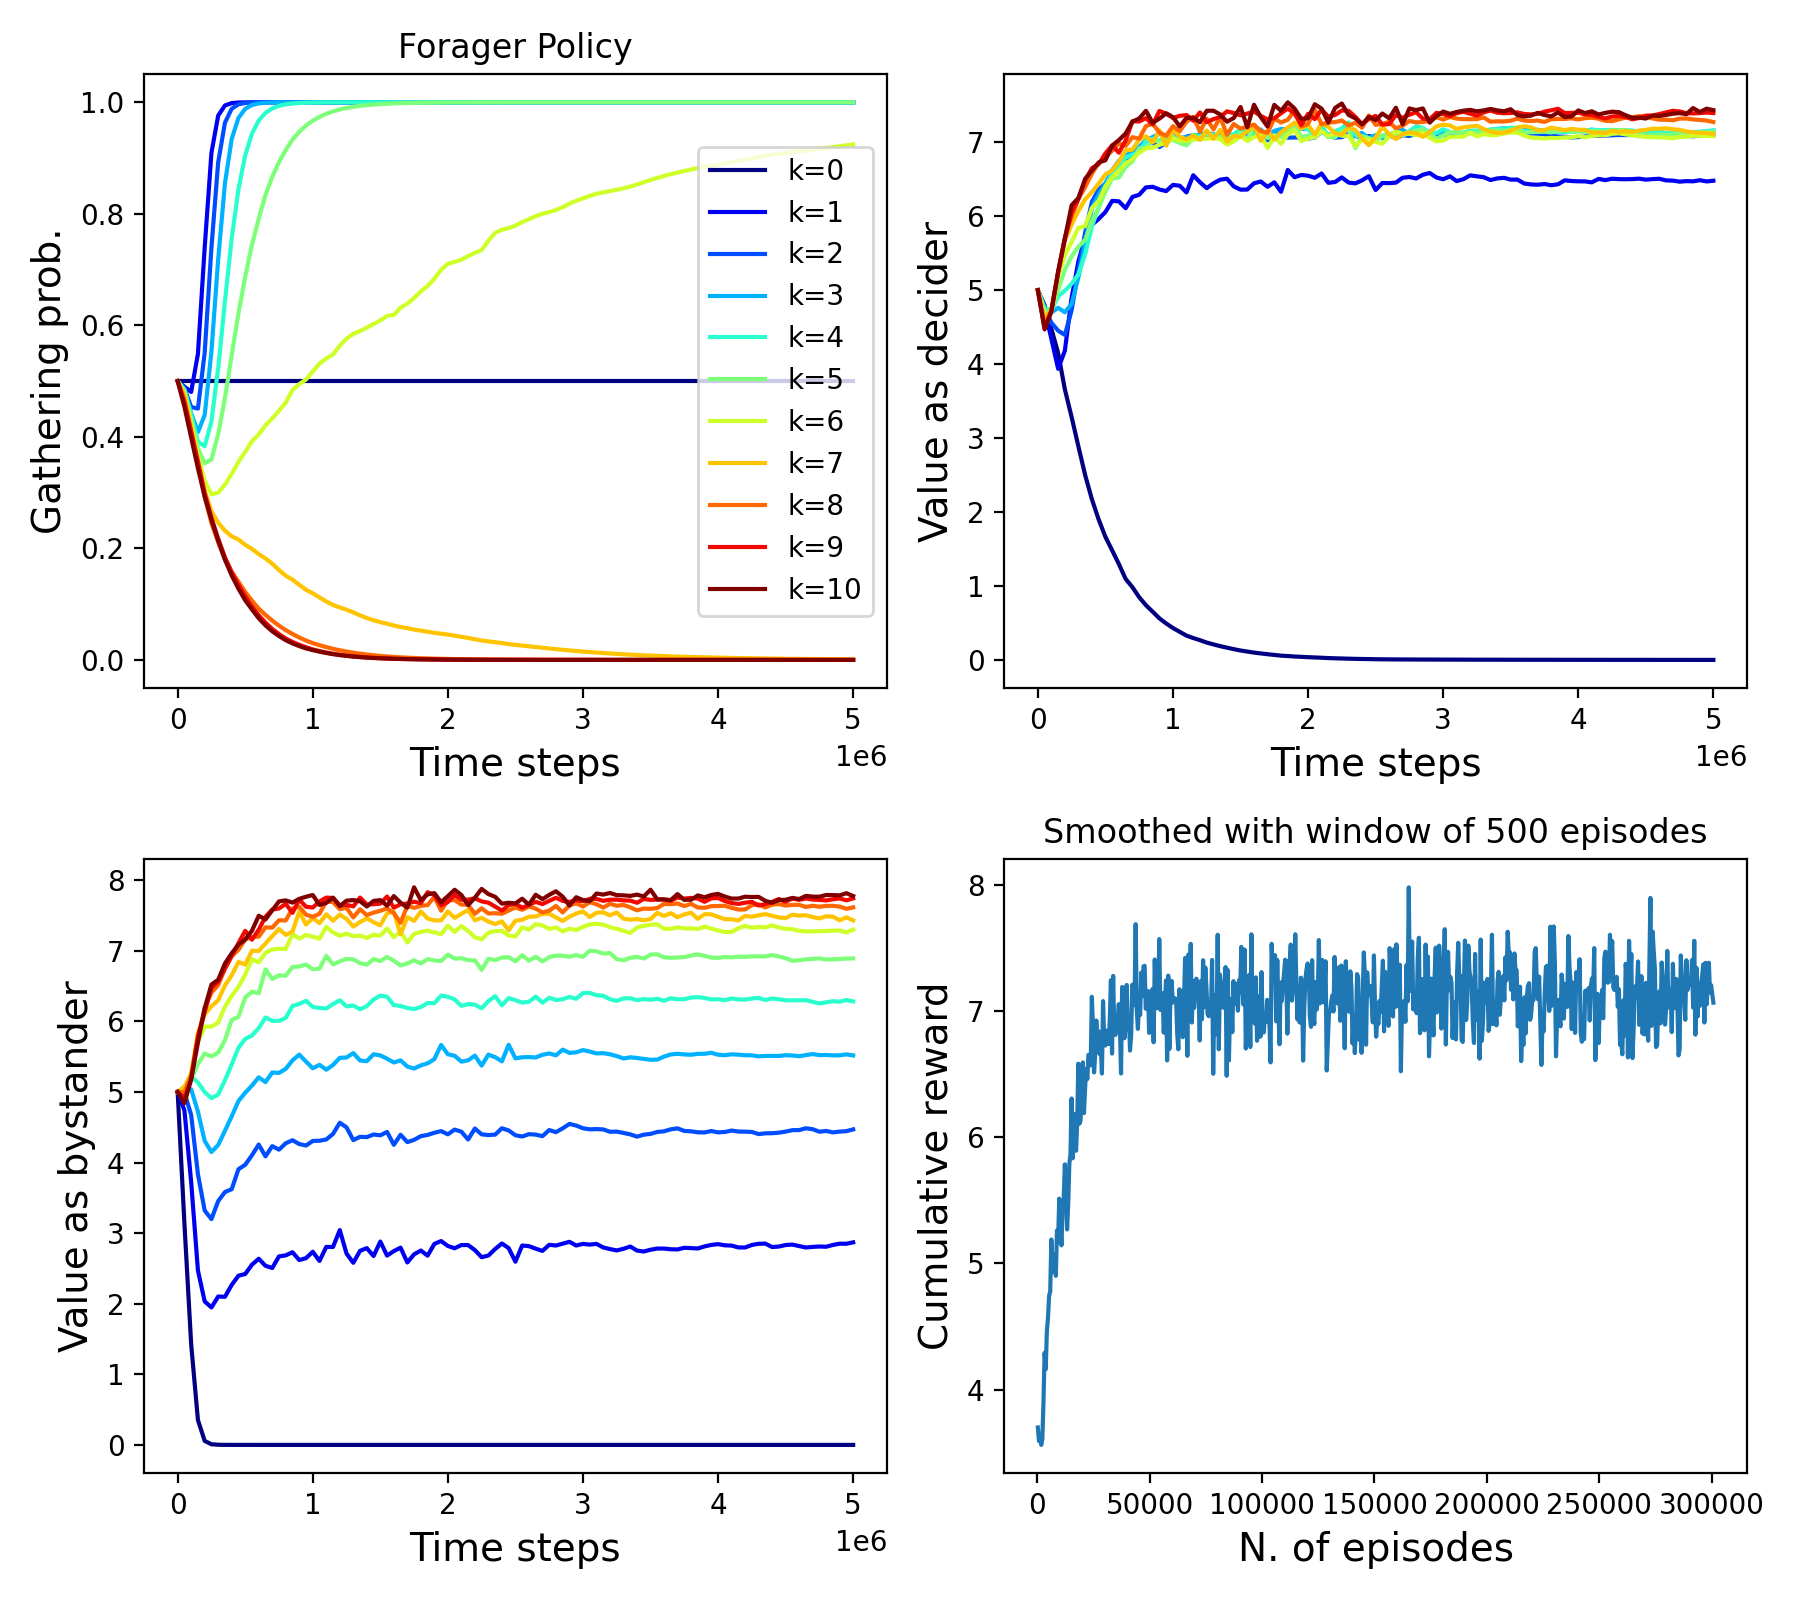 Forager Policy
Gathering prob.
1.0
0.8
0.6
0.4
0.2
0.0
k=0
k=1
k=2
k=3
k=4
k=5
k=6
k=7
k=8
k=9
k=10
0 1 2 3 4 5
1e6
Time steps
Value as decider
7
6
5
4
3
2
1
0
0 1 2 3 4 5
1e6
Time steps
Value as bystander
8
7
6
5
4
3
2
1
0
0 1 2 3 4 5
1e6
Time steps
Smoothed with window of 500 episodes
Cumulative reward
8
7
6
5
4
0 50000 100000 150000 200000 250000 300000
N. of episodes